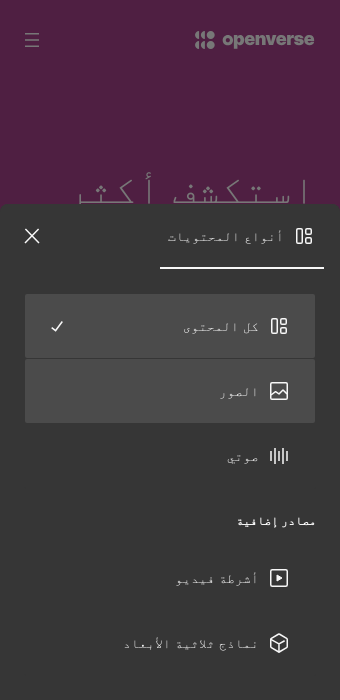 openverse
استكشف أكثر
أنواع المحتويات
كل المحتوى
الصور
صوتي
مصادر إضافية
أشرطة فيديو
نماذج ثلاثية الأبعاد